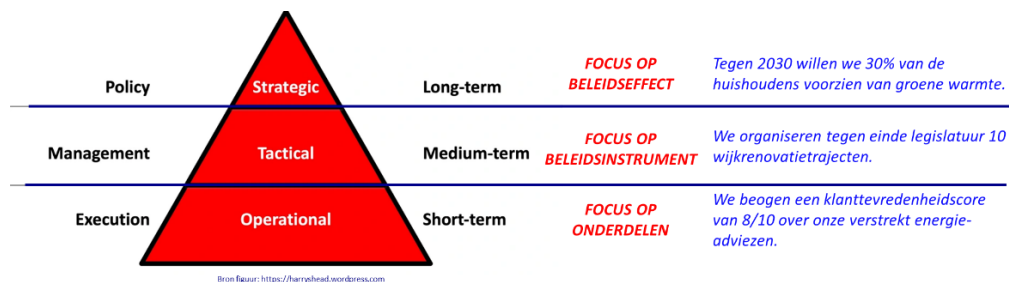 Policy
Strategic
Long-term
FOCUS OP
BELEIDSEFFECT
Tegen 2030 willen we 30% van de
huishoudens voorzien van groene warmte.
Management
Tactical
Medium-term
FOCUS OP
BELEIDSINSTRUMENT
We organiseren tegen einde legislatuur 10
wijkrenovatietrajecten.
Execution
Operational
Short-term
FOCUS OP
ONDERDELEN
We beogen een klanttevredenheidscore
van 8/10 over onze verstrekt energie-
adviezen.
Bron figuur: https://harryshead.wordpress.com